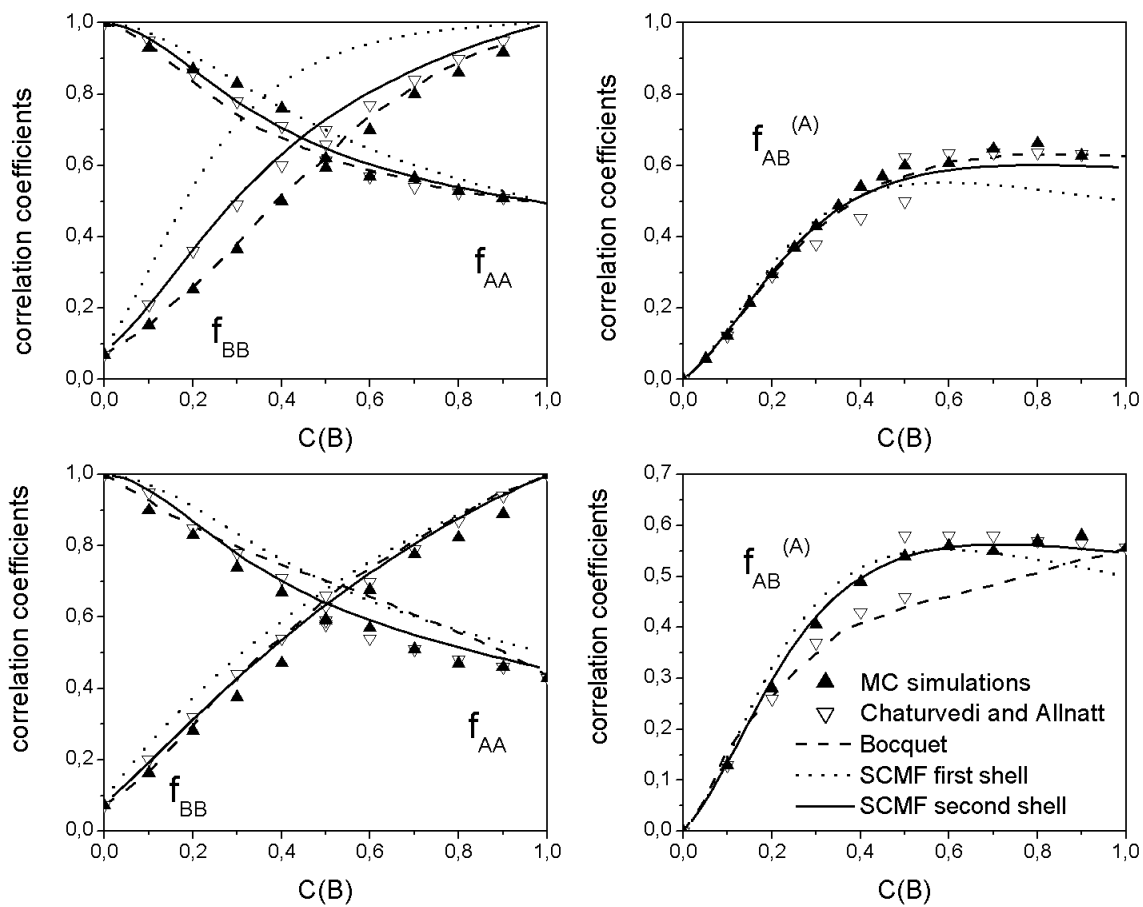 correlation coefficients
1,0
0,8
0,6
0,4
0,2
0,0
f BB
f AA
0,0 0,2 0,4 0,6 0,8 1,0
C(B)
correlation coefficients
1,0
0,8
0,6
0,4
0,2
0,0
f AB (A)
0,0 0,2 0,4 0,6 0,8 1,0
C(B)
correlation coefficients
1,0
0,8
0,6
0,4
0,2
0,0
f BB
f AA
0,0 0,2 0,4 0,6 0,8 1,0
C(B)
correlation coefficients
0,7
0,6
0,5
0,4
0,3
0,2
0,1
0,0
f AB (A)
MC simulations
Chaturvedi and Allnatt
Bocquet
SCMF first shell
SCMF second shell
0,0 0,2 0,4 0,6 0,8 1,0
C(B)